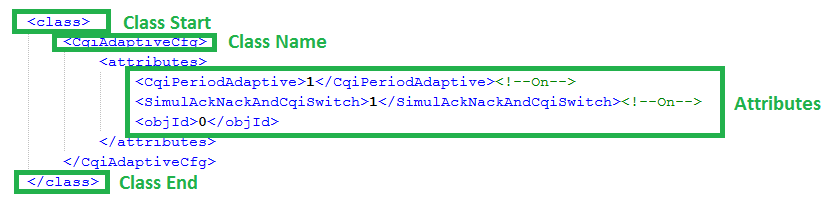 <class> Class Start
<CqiAdaptiveCfg> Class Name
<attributes>
<CqiPeriodAdaptive>1</CqiPeriodAdaptive><!--On-->
<SimulAckNackAndCqiSwitch>1</SimulAckNackAndCqiSwitch><!--On--> Attributes
<objId>0</objId>
</attributes>
</CqiAdaptiveCfg>
</class> Class End